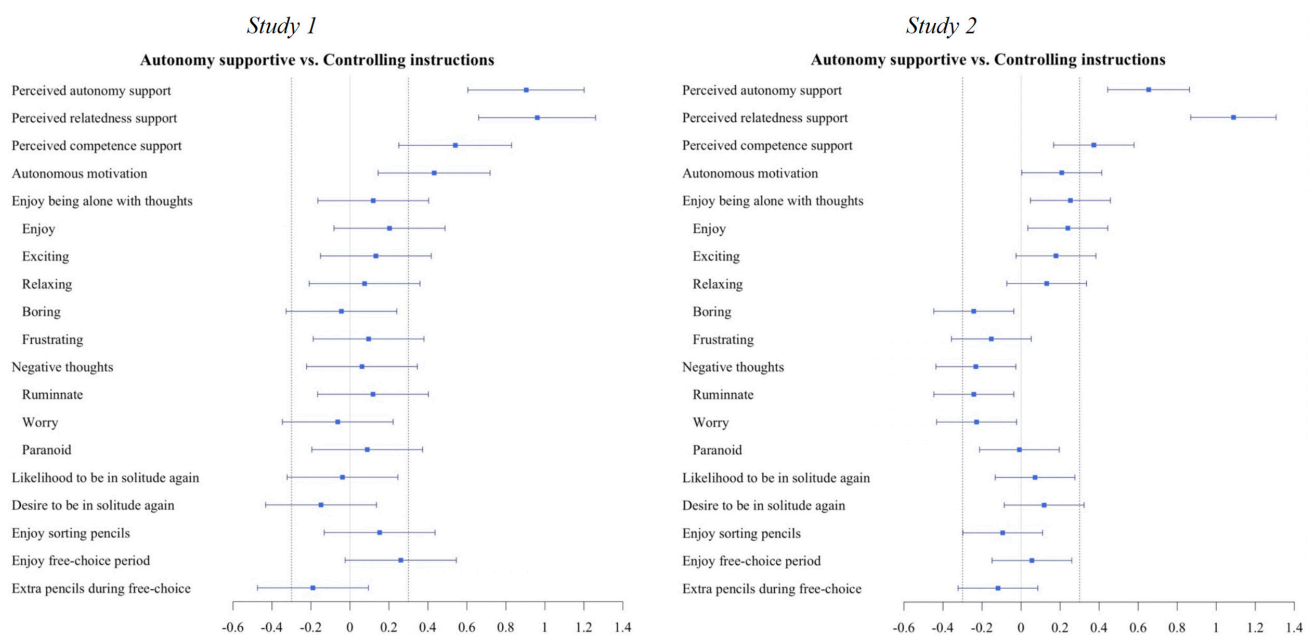 Study 1
Autonomy supportive vs. Controlling instructions
Perceived autonomy support
Perceived relatedness support
Perceived competence support
Autonomous motivation
Enjoy being alone with thoughts
Enjoy
Exciting
Relaxing
Boring
Frustrating
Negative thoughts
Ruminnate
Worry
Paranoid
Likelihood to be in solitude again
Desire to be in solitude again
Enjoy sorting pencils
Enjoy free-choice period
Extra pencils during free-choice
-0.6 -0.4 -0.2 0 0.2 0.4 0.6 0.8 1 1.2 1.4
Study 2
Autonomy supportive vs. Controlling instructions
Perceived autonomy support
Perceived relatedness support
Perceived competence support
Autonomous motivation
Enjoy being alone with thoughts
Enjoy
Exciting
Relaxing
Boring
Frustrating
Negative thoughts
Ruminnate
Worry
Paranoid
Likelihood to be in solitude again
Desire to be in solitude again
Enjoy sorting pencils
Enjoy free-choice period
Extra pencils during free-choice
-0.6 -0.4 -0.2 0 0.2 0.4 0.6 0.8 1 1.2 1.4